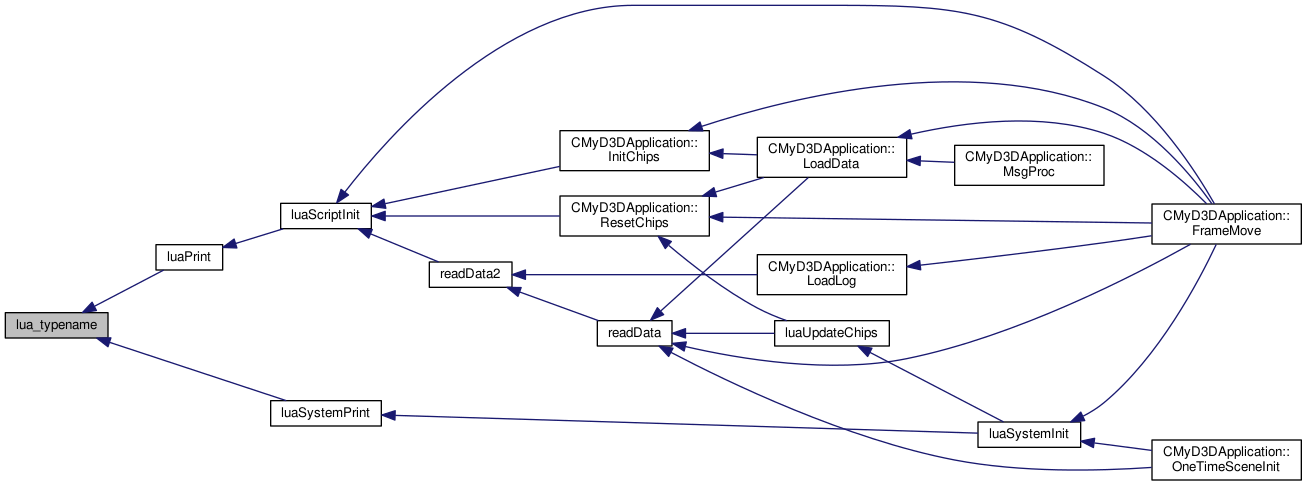 lua_typename
luaPrint
luaSystemPrint
luaScriptInit
CMyD3DApplication::
InitChips
CMyD3DApplication::
ResetChips
readData2
readData
CMyD3DApplication::
LoadData
CMyD3DApplication::
LoadLog
luaUpdateChips
CMyD3DApplication::
MsgProc
luaSystemInit
CMyD3DApplication::
FrameMove
CMyD3DApplication::
OneTimeSceneInit